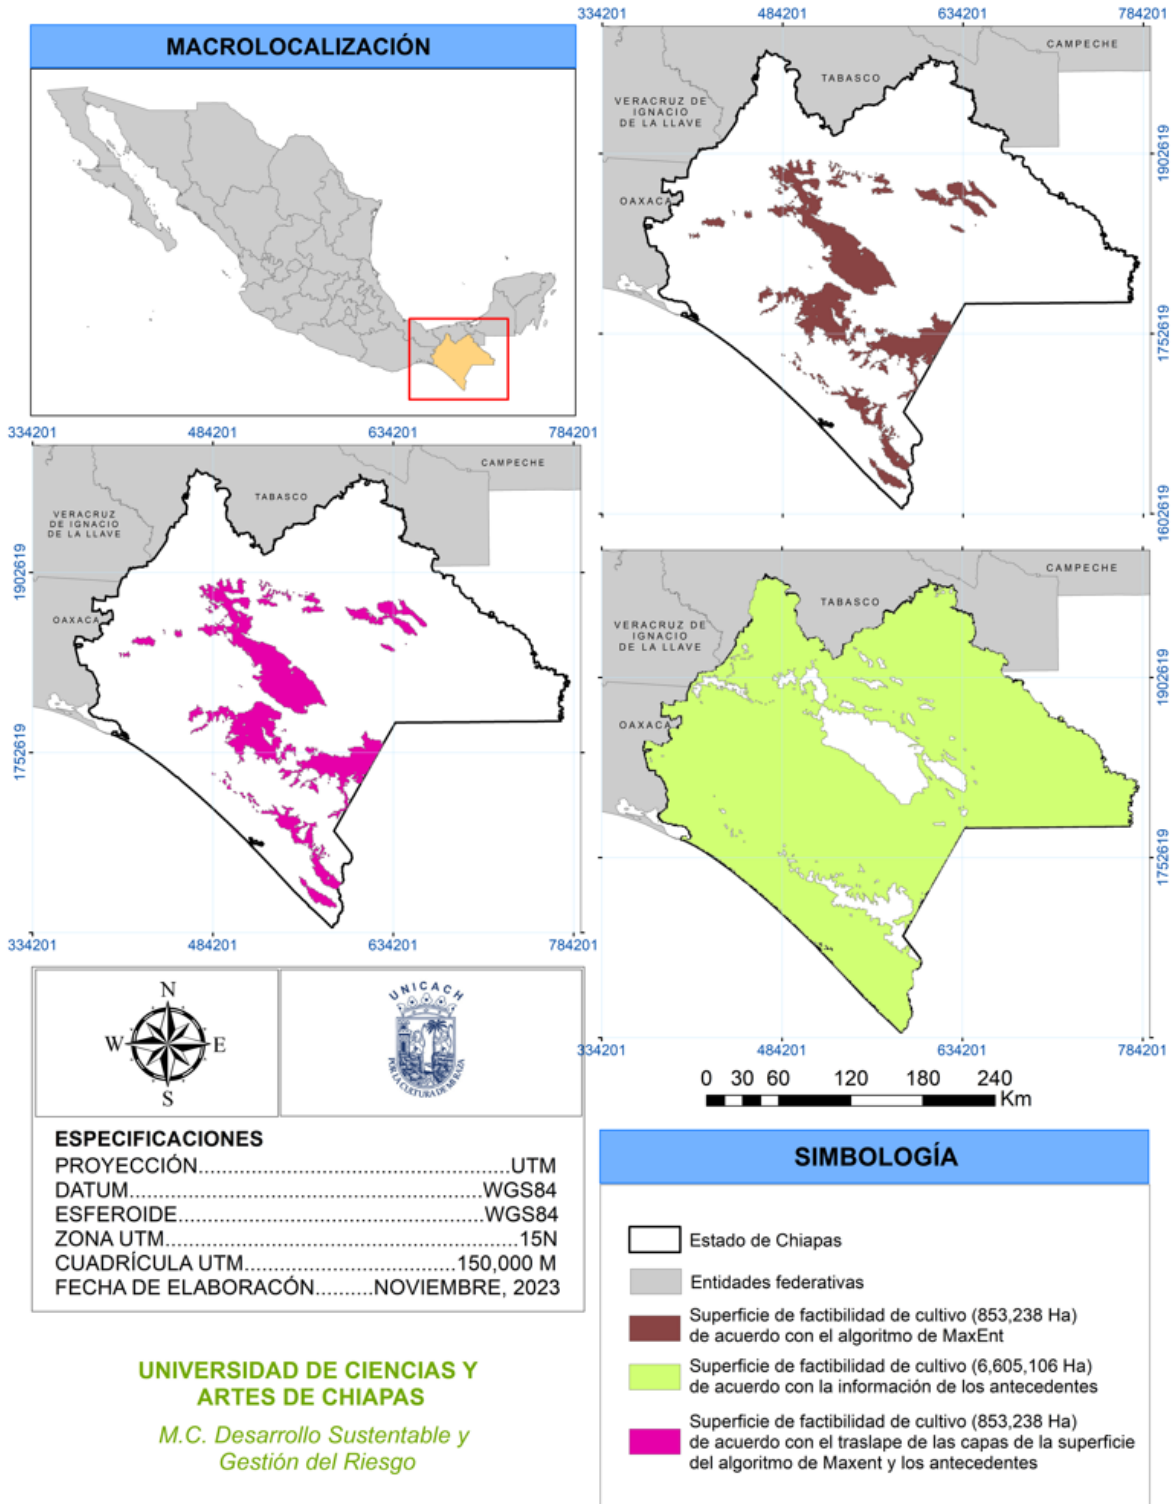 MACROLOCALIZACIÓN
334201
484201
634201
784201
CAMPECHE
TABASCO
VERACRUZ DE
IGNACIO
DE LA LLAVE
OAXACA
1902619
1752619
1602619
334201
484201
634201
784201
CAMPECHE
TABASCO
VERACRUZ
DE IGNACIO
DE LA LLAVE
OAXACA
1902619
1752619
334201
484201
634201
784201
CAMPECHE
TABASCO
VERACRUZ DE
IGNACIO
DE LA LLAVE
OAXACA
1902619
1752619
334201
484201
634201
784201
0 30 60 120 180 240
Km
N
W E
S
UNICACH
POR LA CULTURA DE MI RAZA
ESPECIFICACIONES
PROYECCIÓN....................................................UTM
DATUM...........................................................WGS84
ESFEROIDE...................................................WGS84
ZONA UTM..........................................................15N
CUADRÍCULA UTM...................................150,000 M
FECHA DE ELABORACÓN..........NOVIEMBRE, 2023
UNIVERSIDAD DE CIENCIAS Y
ARTES DE CHIAPAS
M.C. Desarrollo Sustentable y
Gestión del Riesgo
SIMBOLOGÍA
Estado de Chiapas
Entidades federativas
Superficie de factibilidad de cultivo (853,238 Ha)
de acuerdo con el algoritmo de MaxEnt
Superficie de factibilidad de cultivo (6,605,106 Ha)
de acuerdo con la información de los antecedentes
Superficie de factibilidad de cultivo (853,238 Ha)
de acuerdo con el traslape de las capas de la superficie
del algoritmo de Maxent y los antecedentes